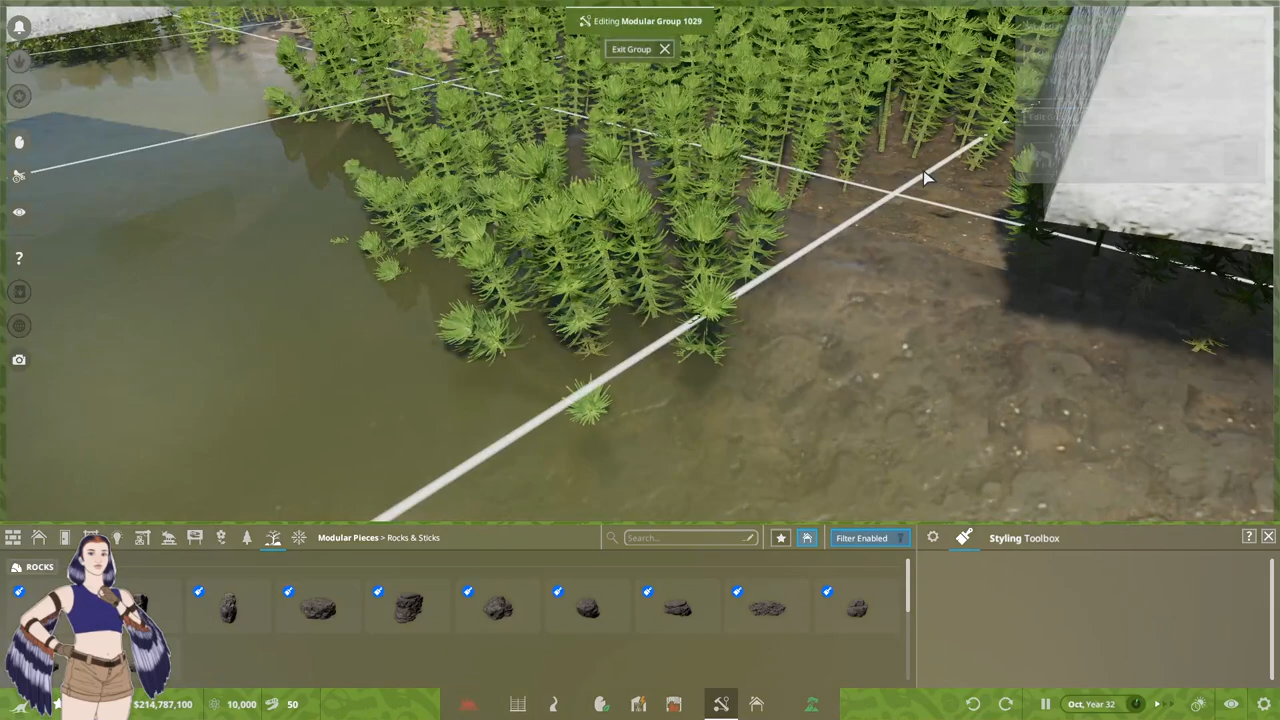 Editing Modular Group 1029
Exit Group
Modular Pieces > Rocks & Sticks
Search...
Filter Enabled
Styling Toolbox
?
?
ROCKS
$214,787,100
10,000
50
Oct, Year 32